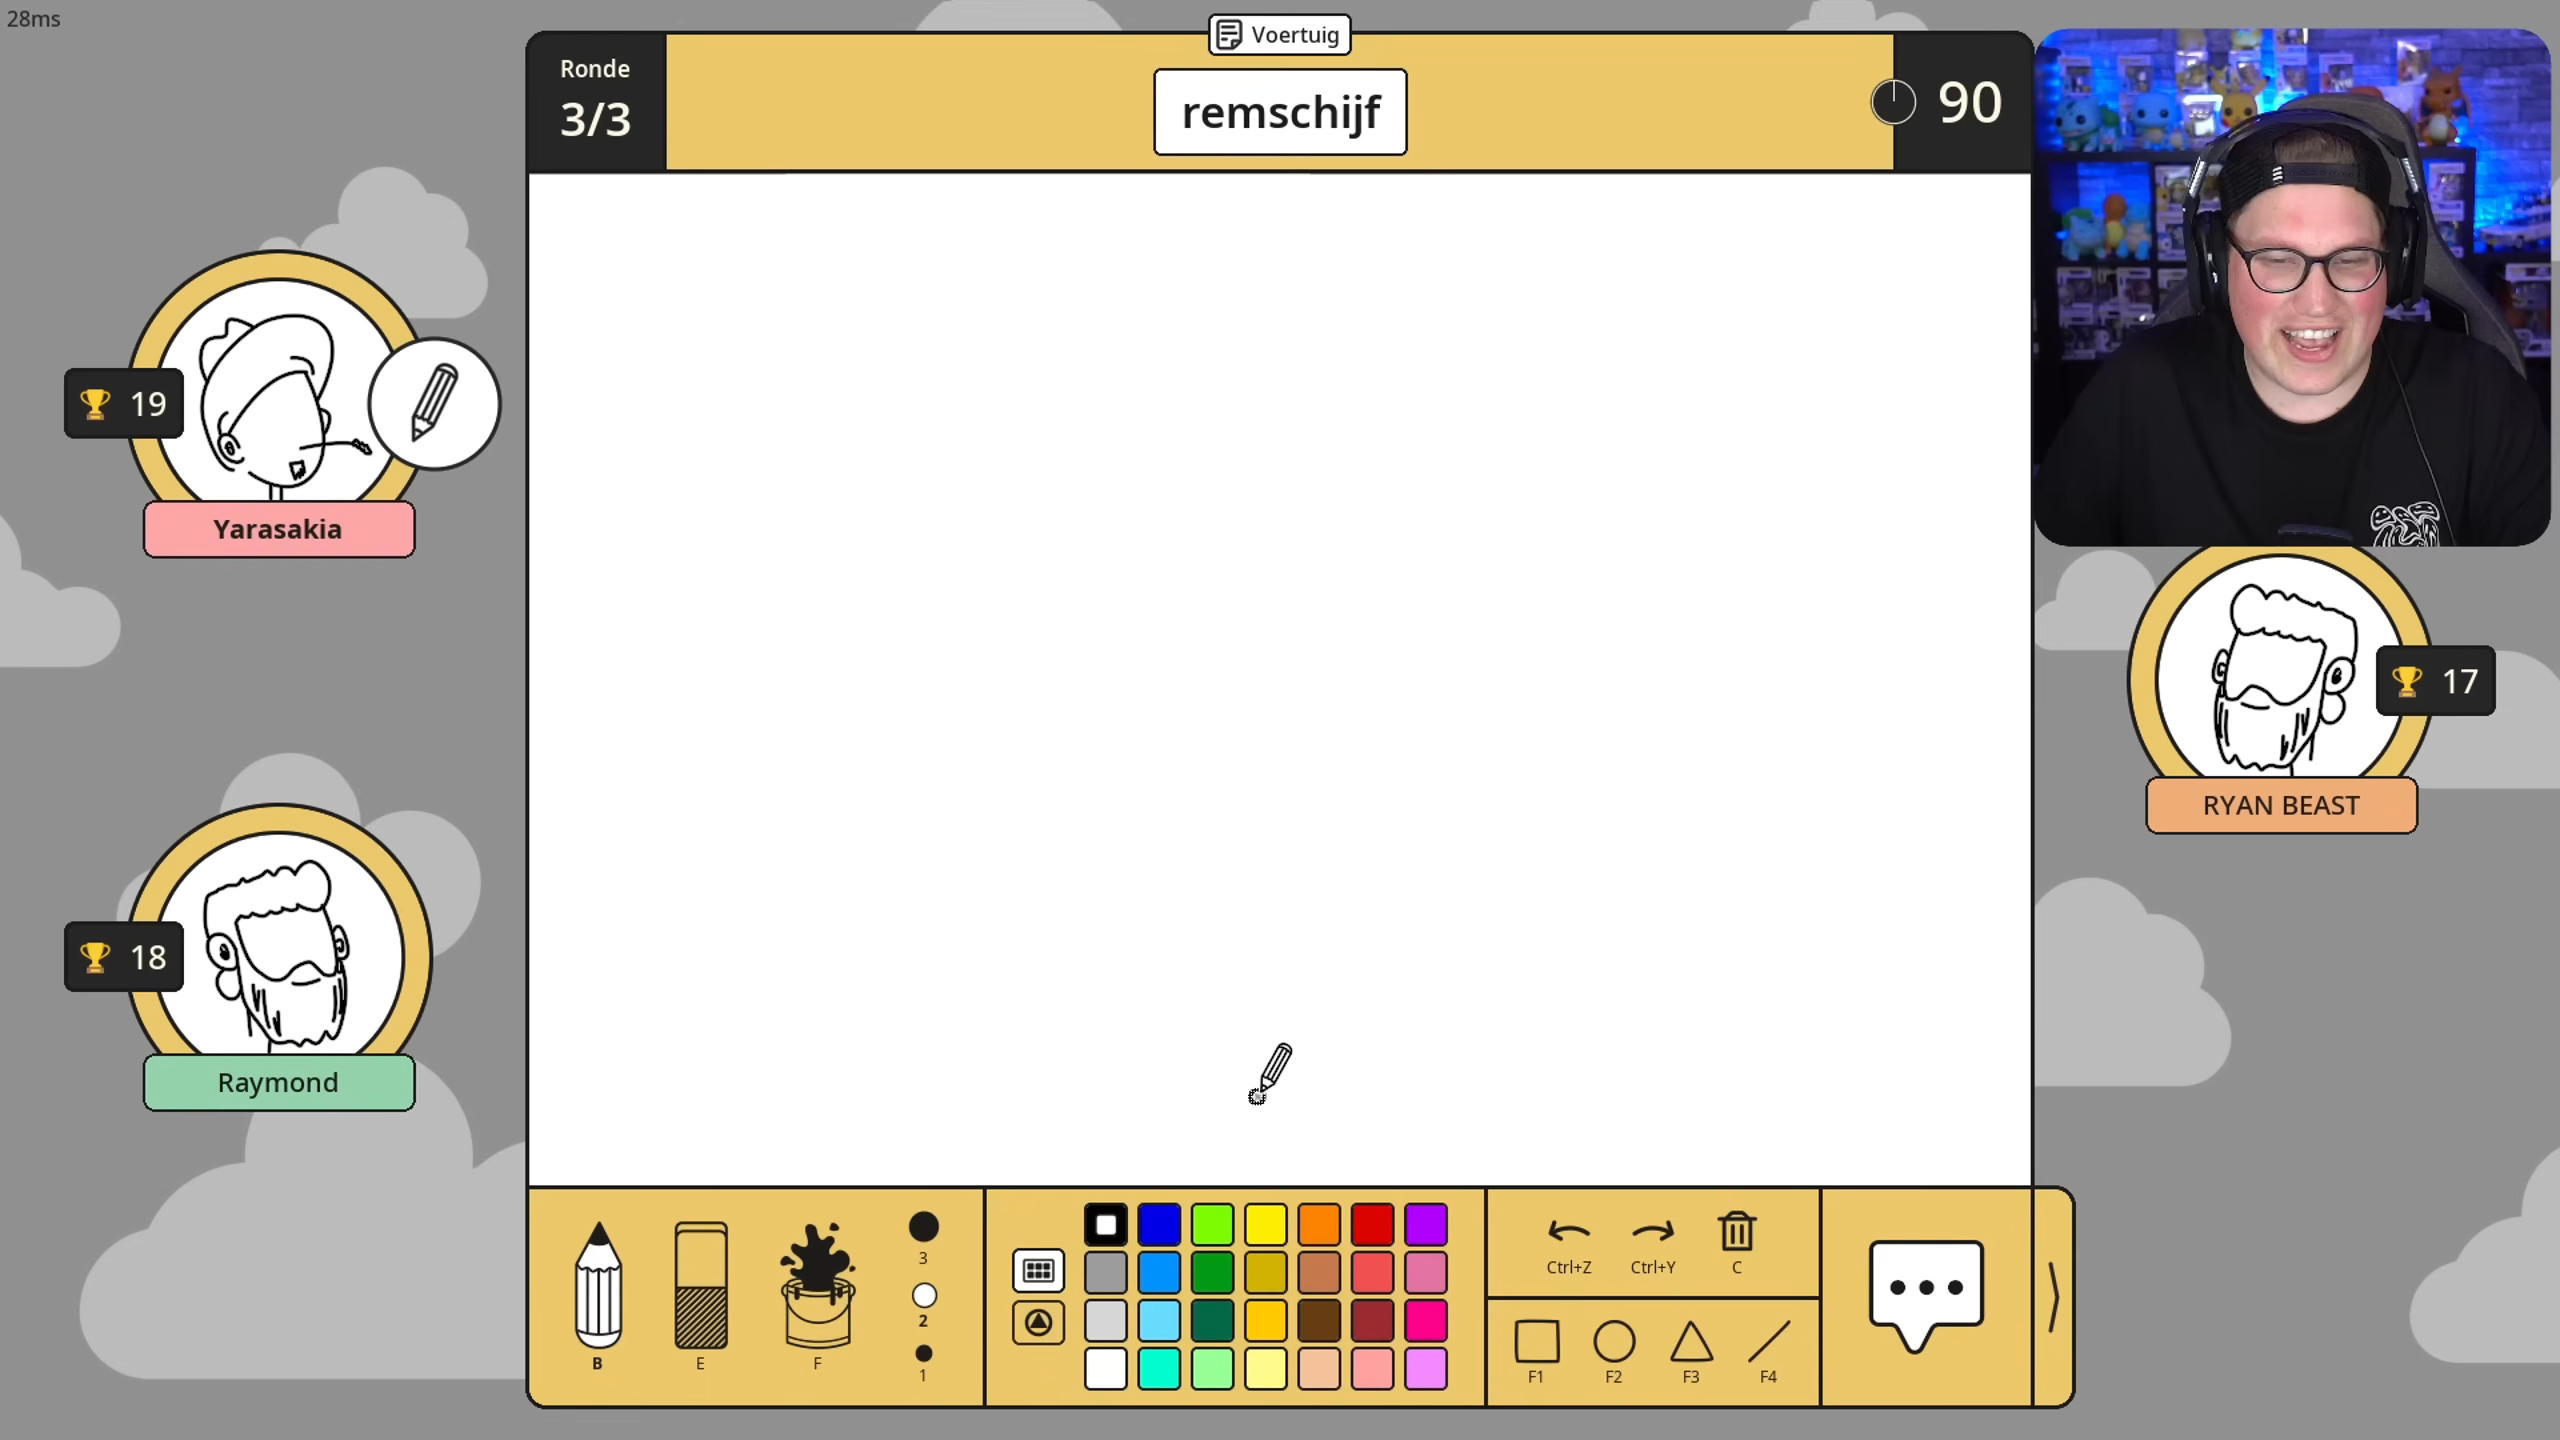 28ms
Voertuig
Ronde
3/3
remschijf
90
19
Yarasakia
17
RYAN BEAST
18
Raymond
B
E
F
3
2
1
Ctrl+Z
Ctrl+Y
C
F1
F2
F3
F4